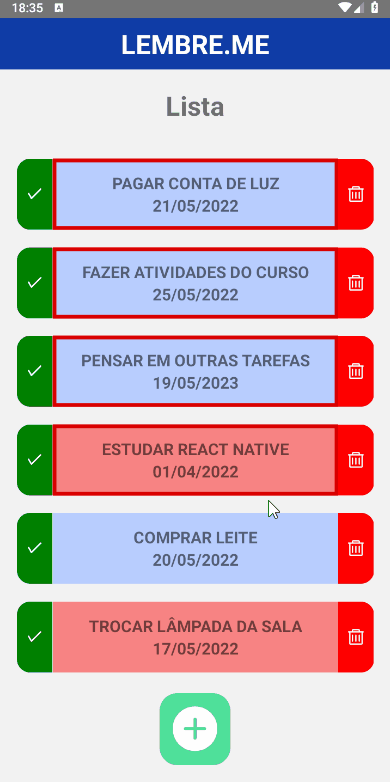 18:35
A
LEMBRE.ME
Lista
PAGAR CONTA DE LUZ
21/05/2022
FAZER ATIVIDADES DO CURSO
25/05/2022
PENSAR EM OUTRAS TAREFAS
19/05/2023
ESTUDAR REACT NATIVE
01/04/2022
COMPRAR LEITE
20/05/2022
TROCAR LÂMPADA DA SALA
17/05/2022